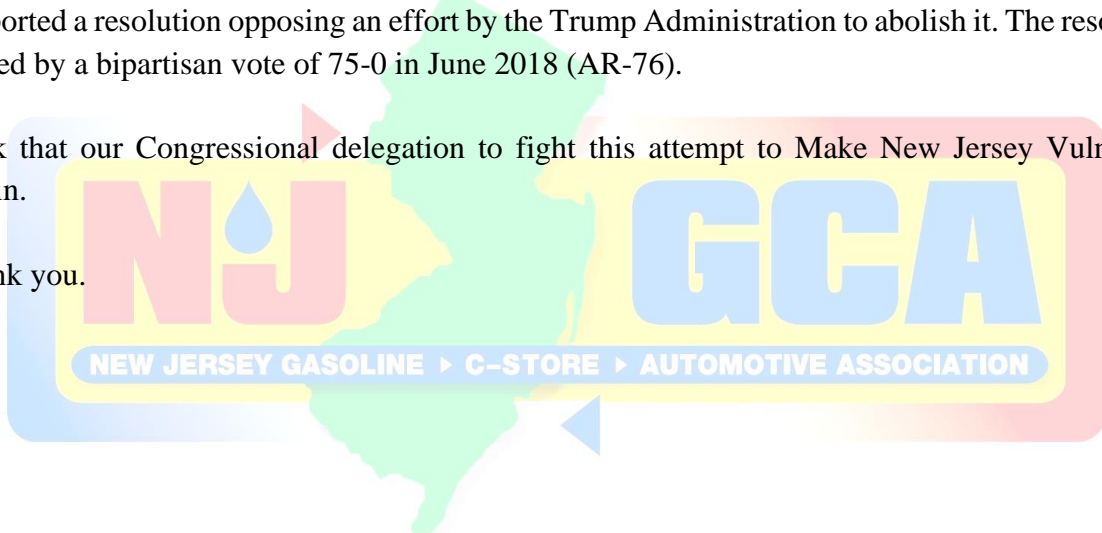 ported a resolution opposing an effort by the Trump Administration to abolish it. The reso
ed by a bipartisan vote of 75-0 in June 2018 (AR-76).
k that our Congressional delegation to fight this attempt to Make New Jersey Vuln
in.
nk you.
NJ GCA
NEW JERSEY GASOLINE ▸ C-STORE ▸ AUTOMOTIVE ASSOCIATION